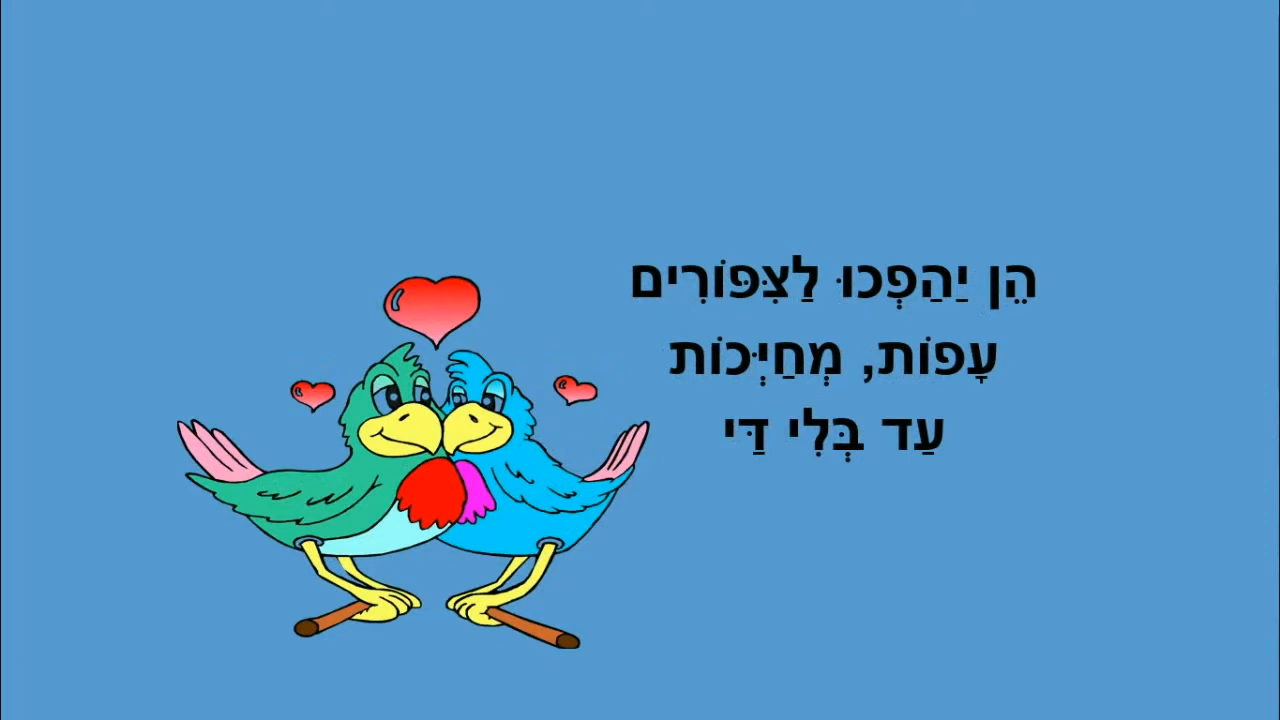 הֵן יַהַפְכוּ לַצִּפּוֹרִים
עָפוֹת, מְחַיְּכוֹת
עַד בְּלִי דַּי